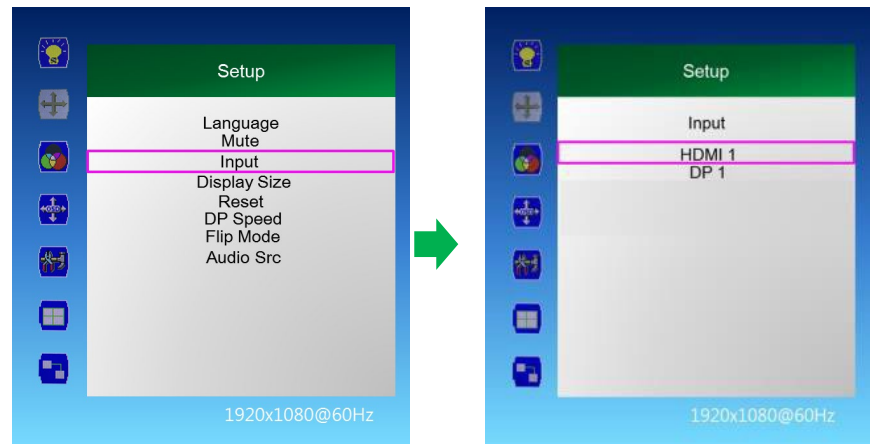 Setup
Language
Mute
Input
Display Size
Reset
DP Speed
Flip Mode
Audio Src
1920x1080@60Hz
Setup
Input
HDMI 1
DP 1
1920x1080@60Hz